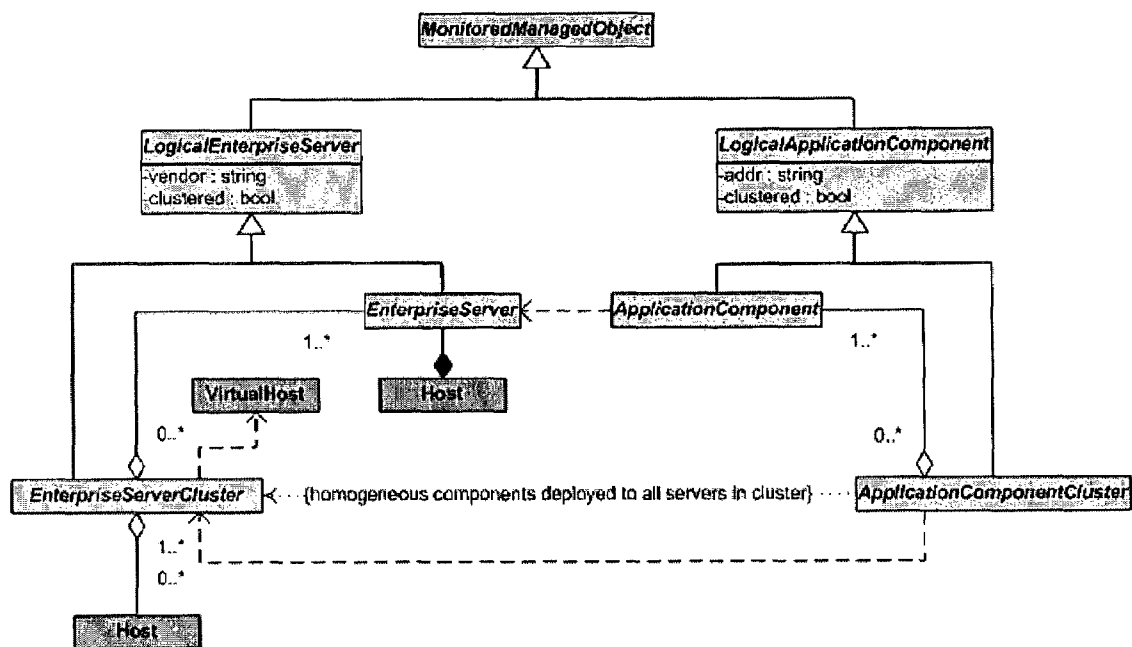 MonitoredManagedObject
LogicalEnterpriseServer
-vendor : string
-clustered : bool
LogicalApplicationComponent
-addr : string
-clustered : bool
EnterpriseServer
ApplicationComponent
1..*
1..*
VirtualHost
Host
0..*
0..*
EnterpriseServerCluster
{homogeneous components deployed to all servers in cluster}
ApplicationComponentCluster
1..*
0..*
Host